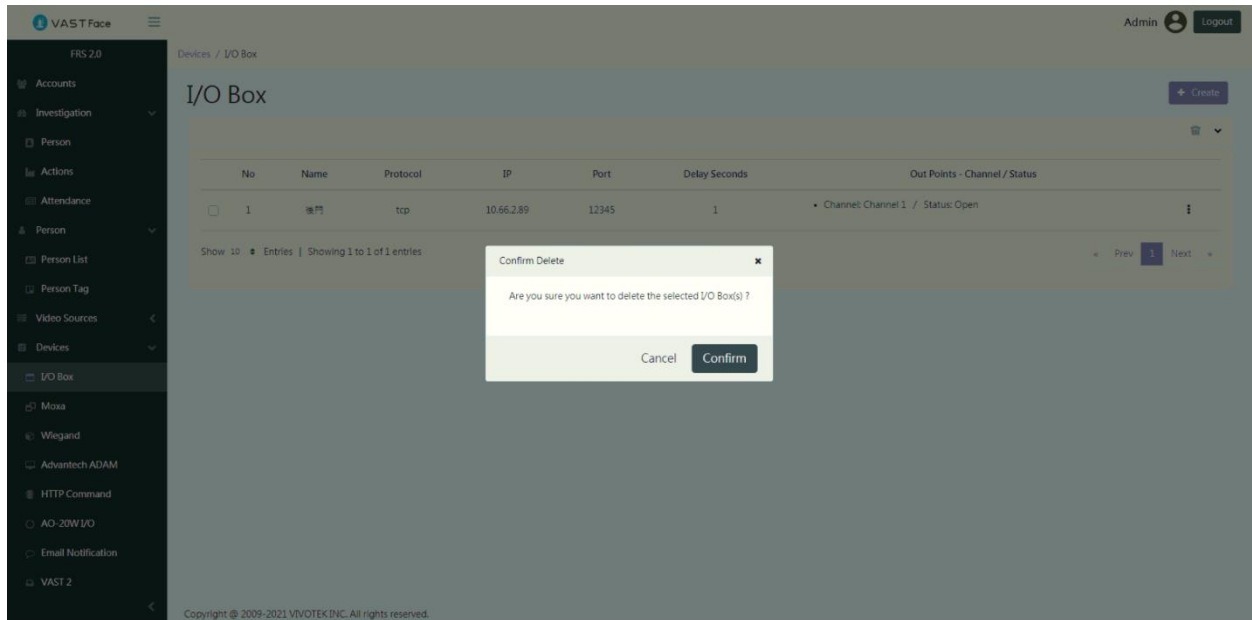 VAST Face
Admin
Logout
FRS 2.0
Devices / I/O Box
Accounts
Investigation
Person
Actions
Attendance
Person
Person List
Person Tag
Video Sources
Devices
I/O Box
Moxa
Wiegand
Advantech ADAM
HTTP Command
AO-20W I/O
Email Notification
VAST 2
I/O Box
+ Create
No Name Protocol IP Port Delay Seconds Out Points - Channel / Status
1 後門 tcp 10.66.2.89 12345 1 • Channel: Channel 1 / Status: Open
Show 10 Entries | Showing 1 to 1 of 1 entries
« Prev 1 Next »
Confirm Delete
Are you sure you want to delete the selected I/O Box(s) ?
Cancel Confirm
Copyright @ 2009-2021 VIVOTEK INC. All rights reserved.